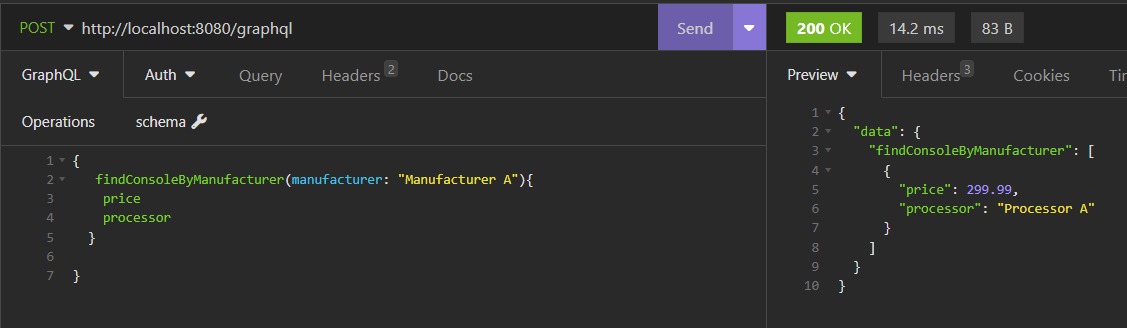 POST http://localhost:8080/graphql Send 200 OK 14.2 ms 83 B
GraphQL Auth Query Headers 2 Docs
Operations schema
1 {
2 findConsoleByManufacturer(manufacturer: "Manufacturer A"){
3 price
4 processor
5 }
6
7 }
Preview Headers 3 Cookies
1 {
2 "data": {
3 "findConsoleByManufacturer": [
4 {
5 "price": 299.99,
6 "processor": "Processor A"
7 }
8 ]
9 }
10 }